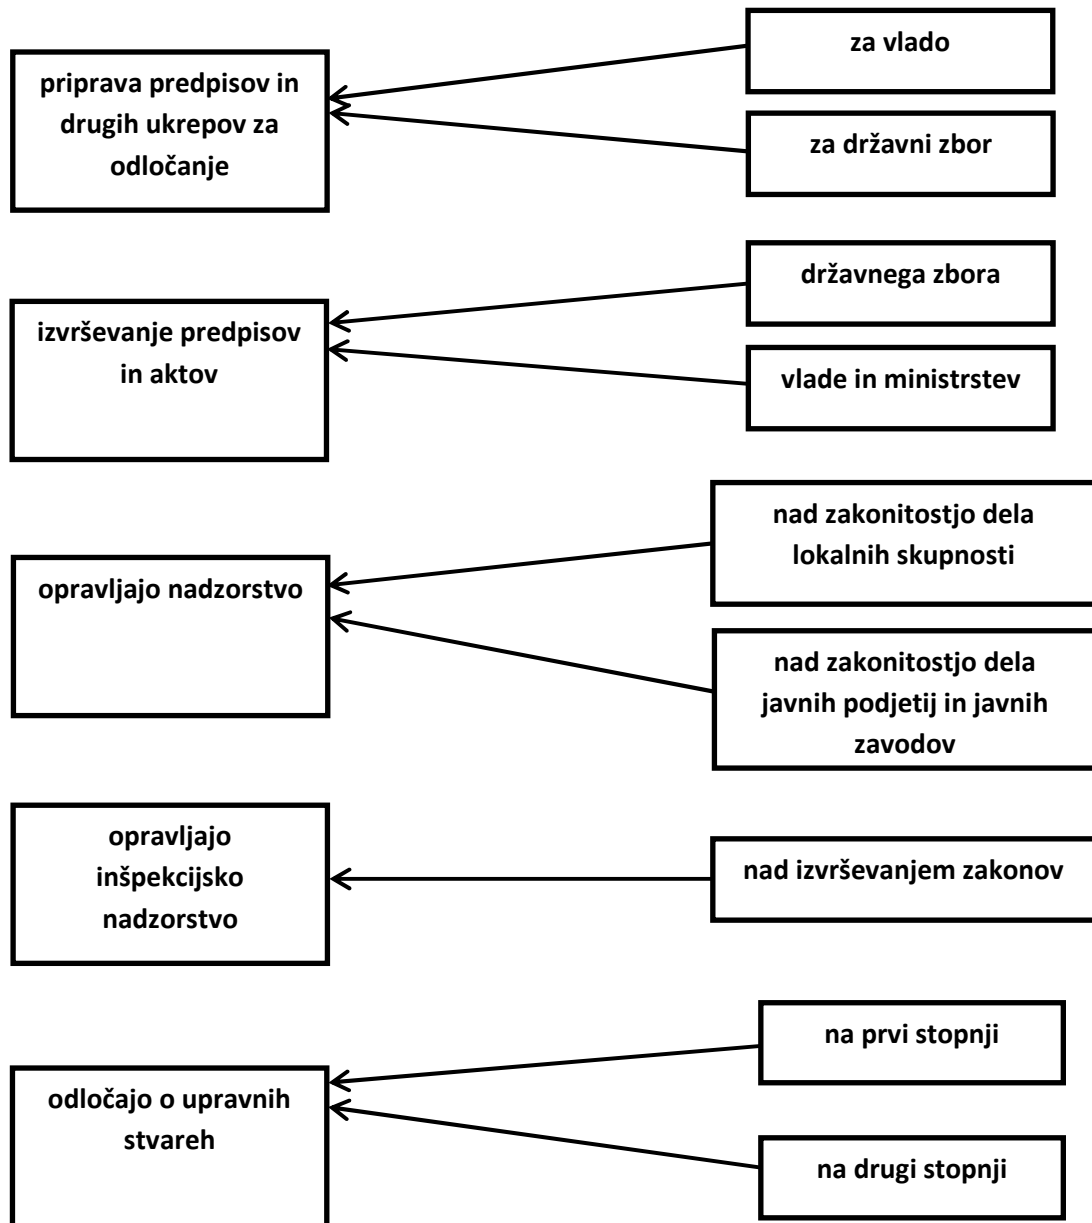 priprava predpisov in
drugih ukrepov za
odločanje
za vlado
za državni zbor
izvrševanje predpisov
in aktov
državnega zbora
vlade in ministrstev
opravljajo nadzorstvo
nad zakonitostjo dela
lokalnih skupnosti
nad zakonitostjo dela
javnih podjetij in javnih
zavodov
opravljajo
inšpekcijsko
nadzorstvo
nad izvrševanjem zakonov
odločajo o upravnih
stvareh
na prvi stopnji
na drugi stopnji